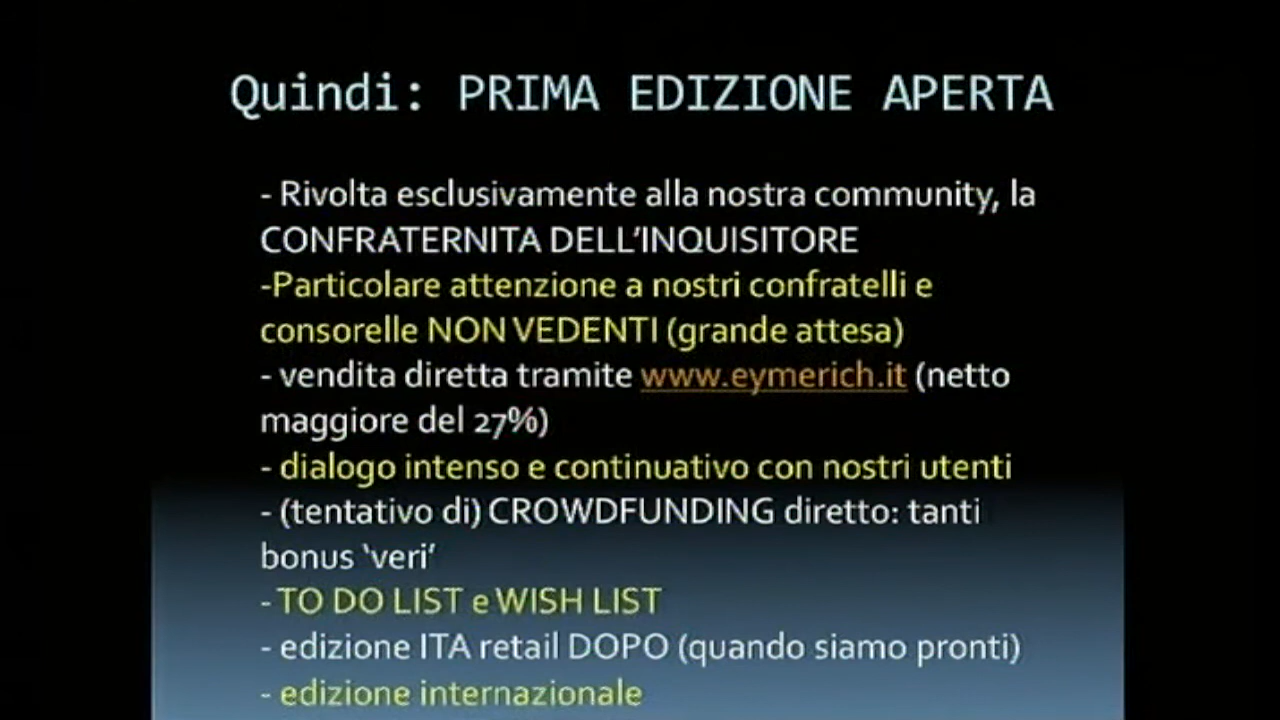 Quindi: PRIMA EDIZIONE APERTA
- Rivolta esclusivamente alla nostra community, la
CONFRATERNITA DELL'INQUISITORE
-Particolare attenzione a nostri confratelli e
consorelle NON VEDENTI (grande attesa)
- vendita diretta tramite www.eymerich.it (netto
maggiore del 27%)
- dialogo intenso e continuativo con nostri utenti
- (tentativo di) CROWDFUNDING diretto: tanti
bonus ‘veri’
- TO DO LIST e WISH LIST
- edizione ITA retail DOPO (quando siamo pronti)
- edizione internazionale